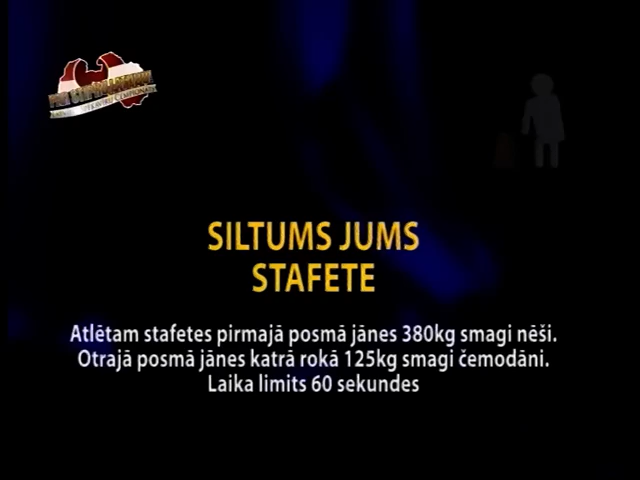 SILTUMS JUMS
STAFETE
Atlētam stafetes pirmajā posmā jānes 380kg smagi nēši.
Otrajā posmā jānes katrā rokā 125kg smagi čemodāni.
Laika limits 60 sekundes